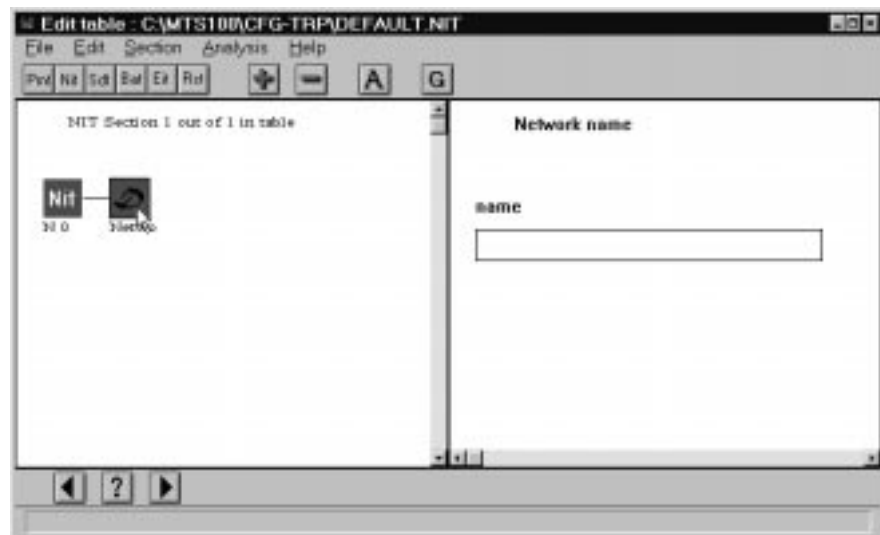 Edit table : C:\MTS100\CFG-TRP\DEFAULT.NIT
File Edit Section Analysis Help
Nit Sdt Bat Eit Rst A G
NIT Section 1 out of 1 in table
Network name
Nit
name
?